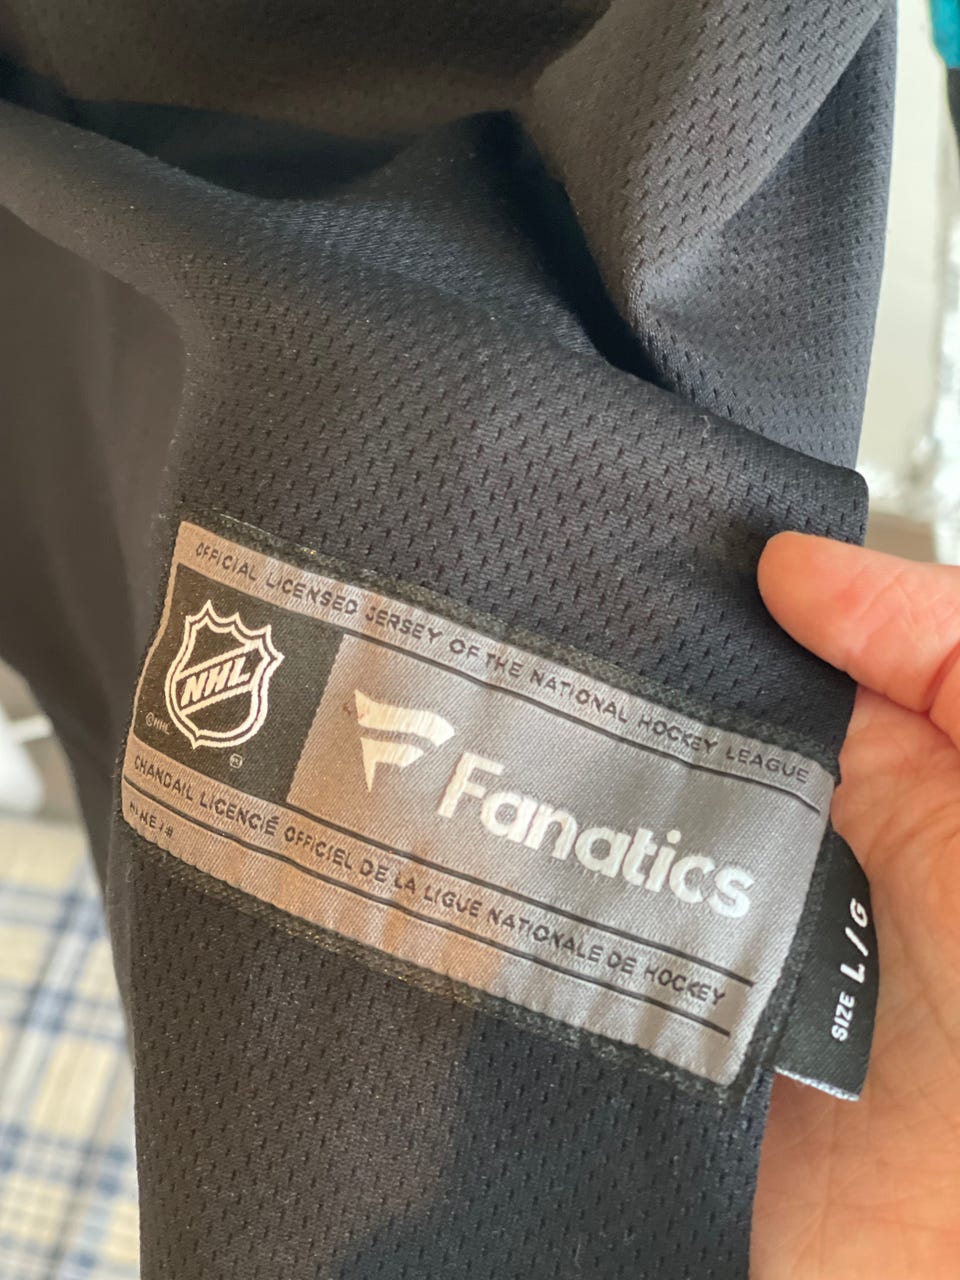 OFFICIAL LICENSED JERSEY OF THE NATIONAL HOCKEY LEAGUE
NHL
©NHL
Fanatics
CHANDAIL LICENCIÉ OFFICIEL DE LA LIGUE NATIONALE DE HOCKEY
SIZE L/G